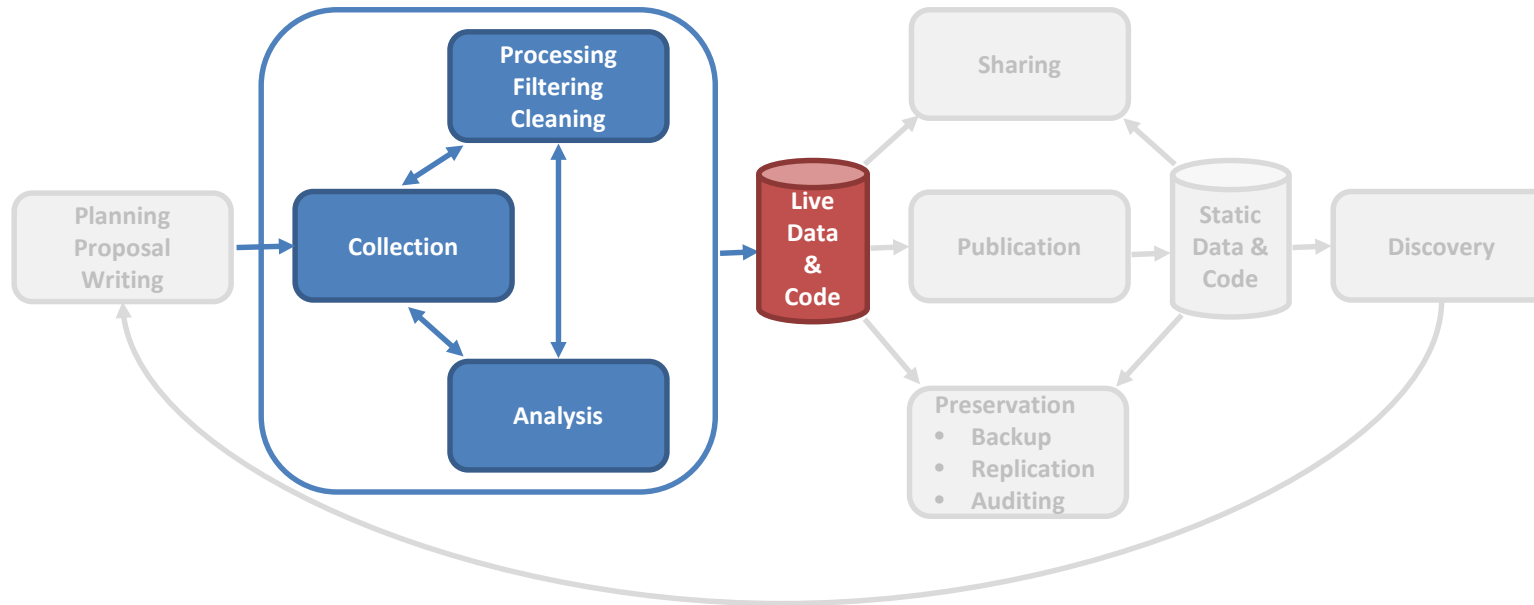 Planning
Proposal
Writing
Collection
Processing
Filtering
Cleaning
Analysis
Live
Data
&
Code
Sharing
Publication
Preservation
• Backup
• Replication
• Auditing
Static
Data &
Code
Discovery